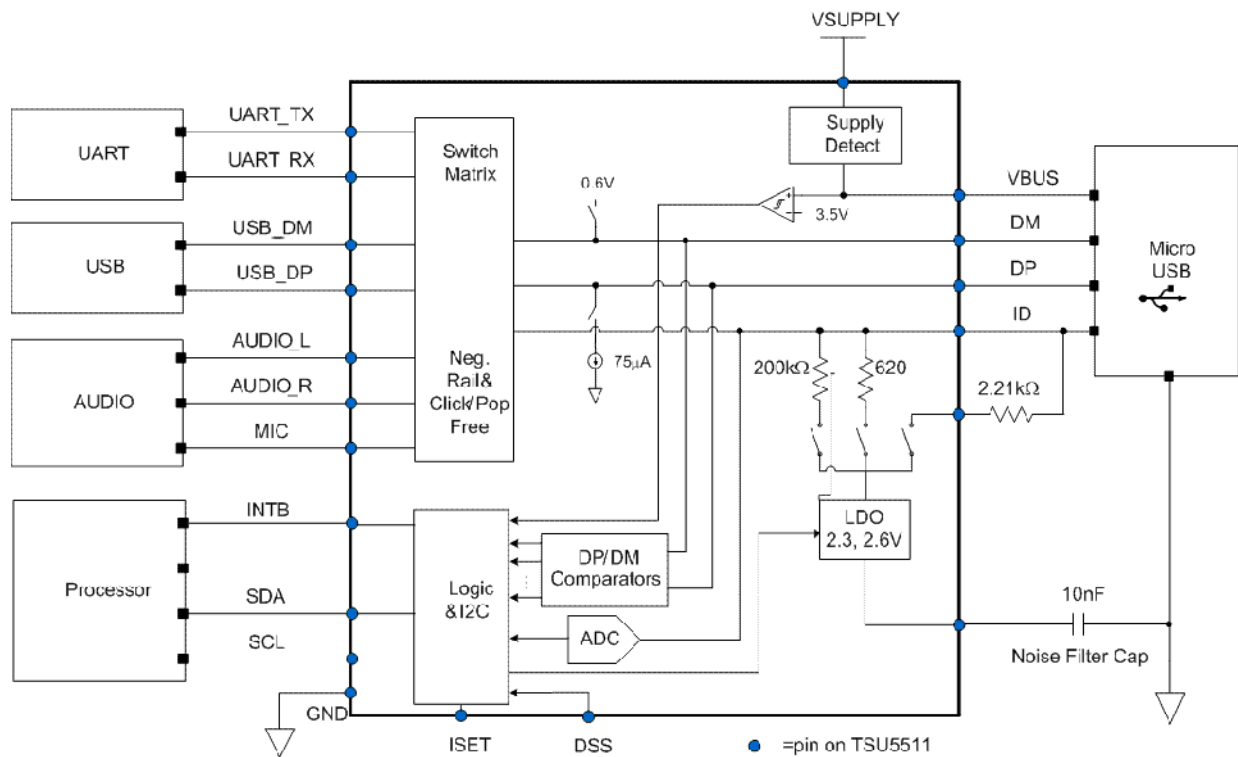 VSUPPLY
UART_TX
UART
UART RX
Switch
Matrix
Supply
Detect
0.6V
3.5V
VBUS
USB_DM
USB
USB_DP
DM
DP
Micro
USB
ID
AUDIO_L
AUDIO
AUDIO_R
MIC
Neg.
Rail&
Click/Pop
Free
75µA
200kΩ
620
2.21kΩ
INTB
Processor
SDA
SCL
Logic
&I2C
DP/DM
Comparators
ADC
LDO
2.3, 2.6V
10nF
Noise Filter Cap
GND
ISET
DSS
=pin on TSU5511